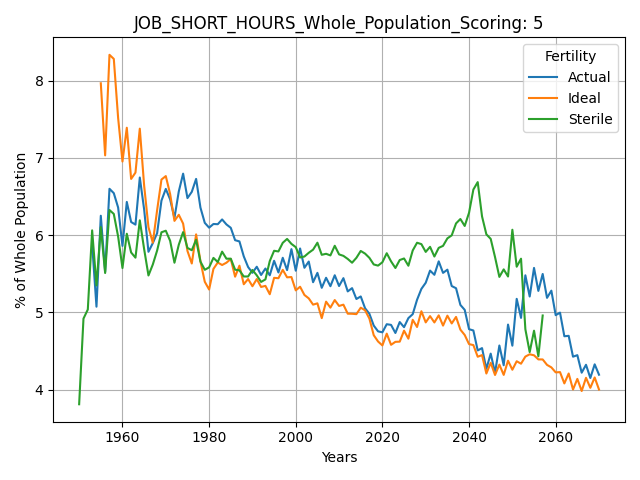 JOB_SHORT_HOURS_Whole_Population_Scoring: 5
Fertility
Actual
Ideal
Sterile
% of Whole Population
8
7
6
5
4
1960 1980 2000 2020 2040 2060
Years